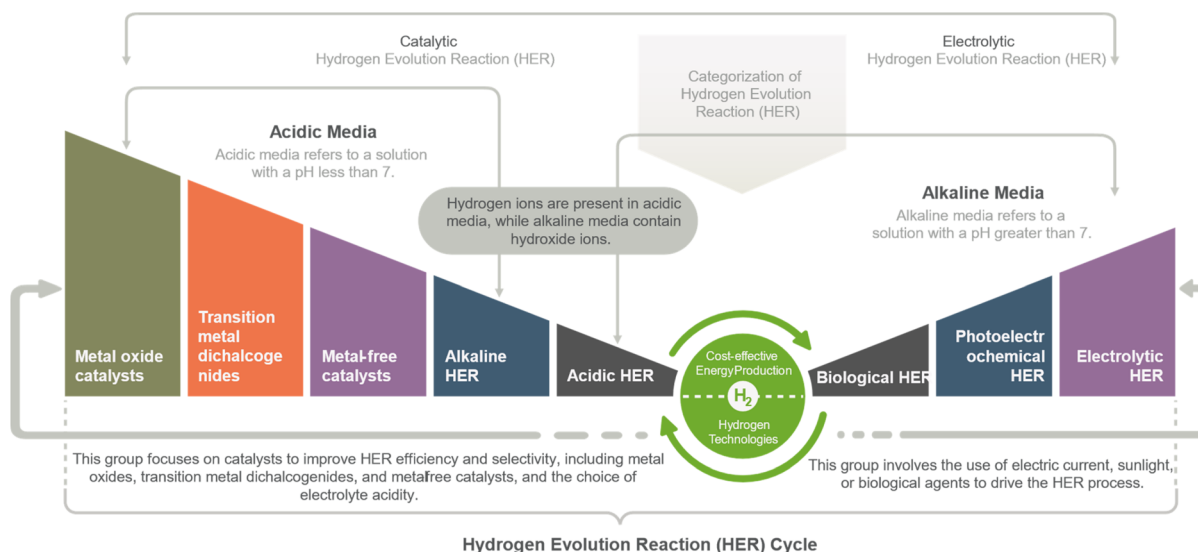 Catalytic
Hydrogen Evolution Reaction (HER)
Electrolytic
Hydrogen Evolution Reaction (HER)
Categorization of
Hydrogen Evolution
Reaction (HER)
Acidic Media
Acidic media refers to a solution
with a pH less than 7.
Hydrogen ions are present in acidic
media, while alkaline media contain
hydroxide ions.
Alkaline Media
Alkaline media refers to a
solution with a pH greater than 7.
Metal oxide
catalysts
Transition
metal
dichalcoge
nides
Metal-free
catalysts
Alkaline
HER
Acidic HER
Cost-effective
EnergyProduction
H2
Hydrogen
Technologies
Biological HER
Photoelectr
ochemical
HER
Electrolytic
HER
This group focuses on catalysts to improve HER efficiency and selectivity, including metal
oxides, transition metal dichalcogenides, and metalfree catalysts, and the choice of
electrolyte acidity.
This group involves the use of electric current, sunlight,
or biological agents to drive the HER process.
Hydrogen Evolution Reaction (HER) Cycle